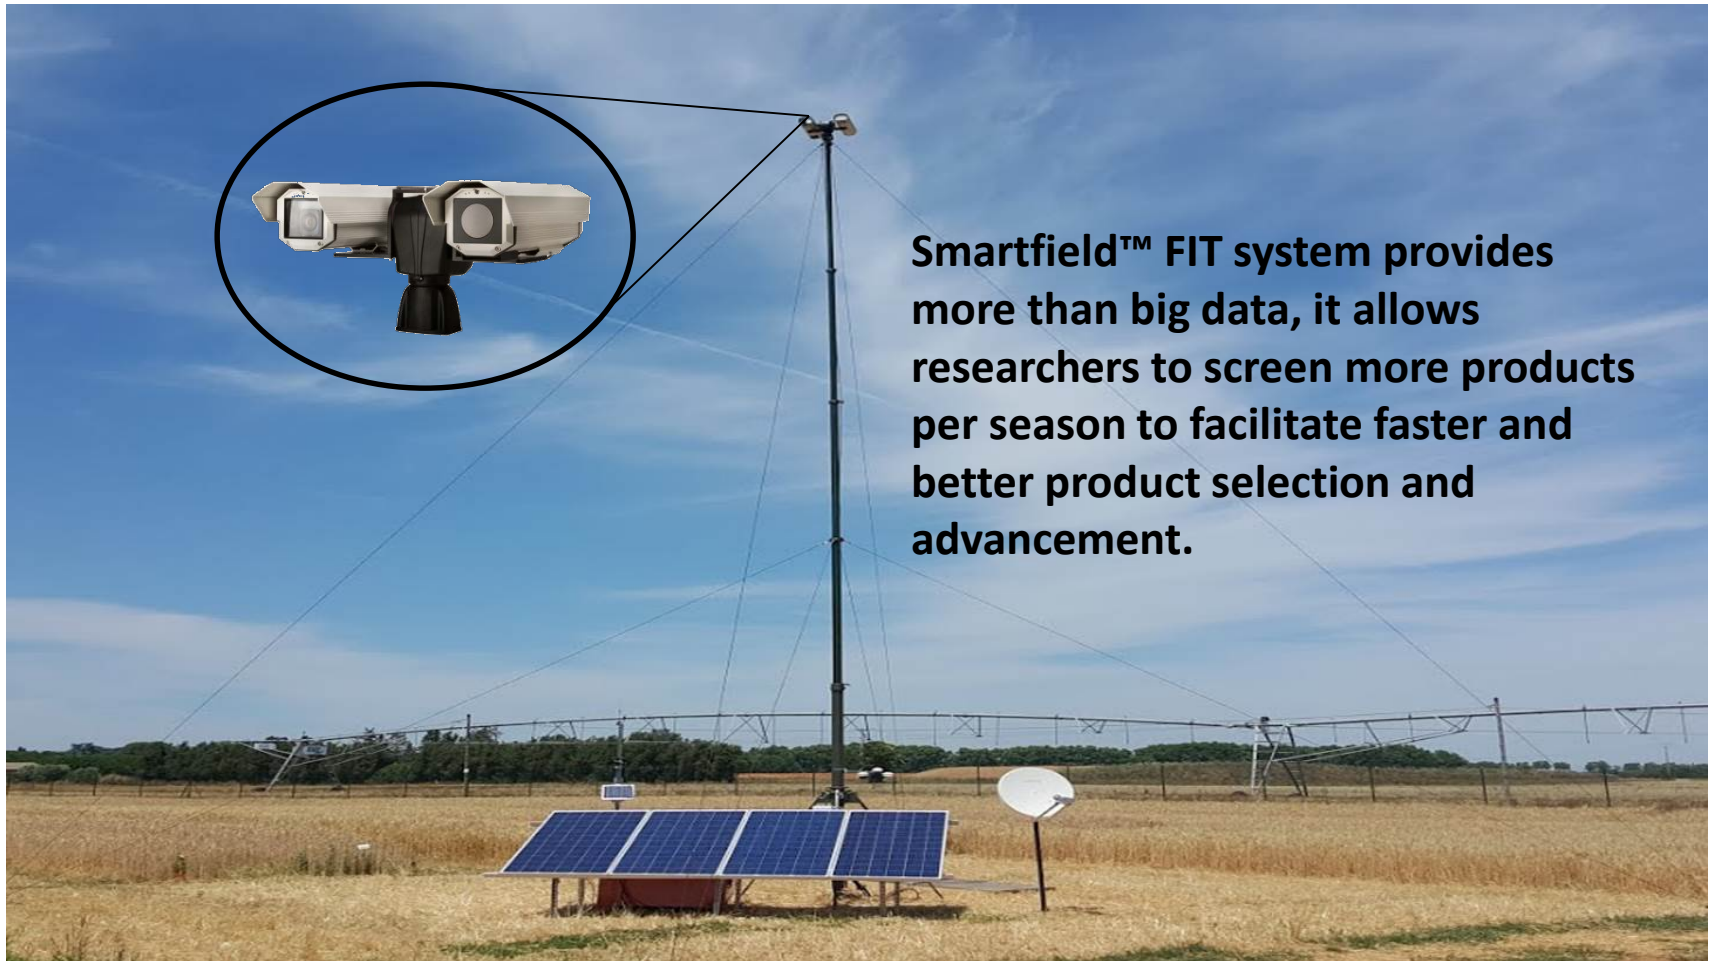 Smartfield™ FIT system provides
more than big data, it allows
researchers to screen more products
per season to facilitate faster and
better product selection and
advancement.